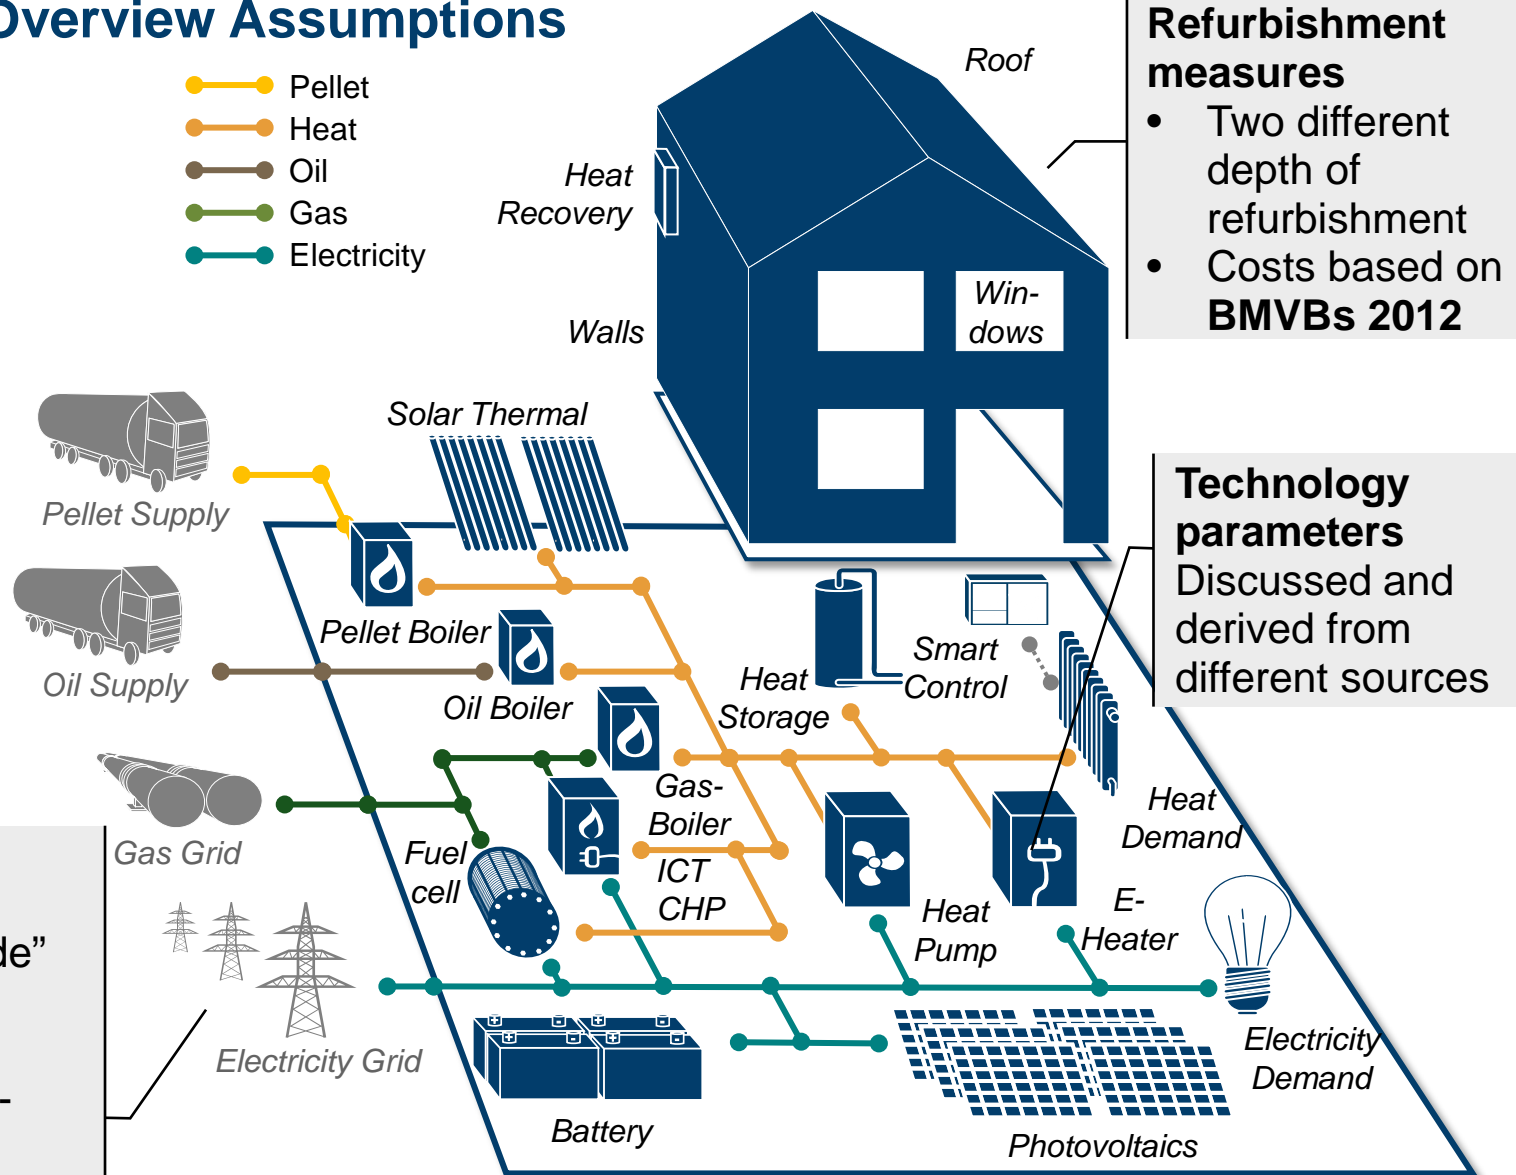 Overview Assumptions
Pellet
Heat
Oil
Gas
Electricity
Roof
Heat
Recovery
Walls
Win-
dows
Refurbishment
measures
• Two different
depth of
refurbishment
• Costs based on
BMVBs 2012
Solar Thermal
Pellet Supply
Pellet Boiler
Oil Supply
Oil Boiler
Heat
Storage
Smart
Control
Technology
parameters
Discussed and
derived from
different sources
Gas Grid
Gas-
Boiler
Fuel
cell
ICT
CHP
Heat
Pump
E-
Heater
Heat
Demand
de”
-
Electricity Grid
Battery
Photovoltaics
Electricity
Demand